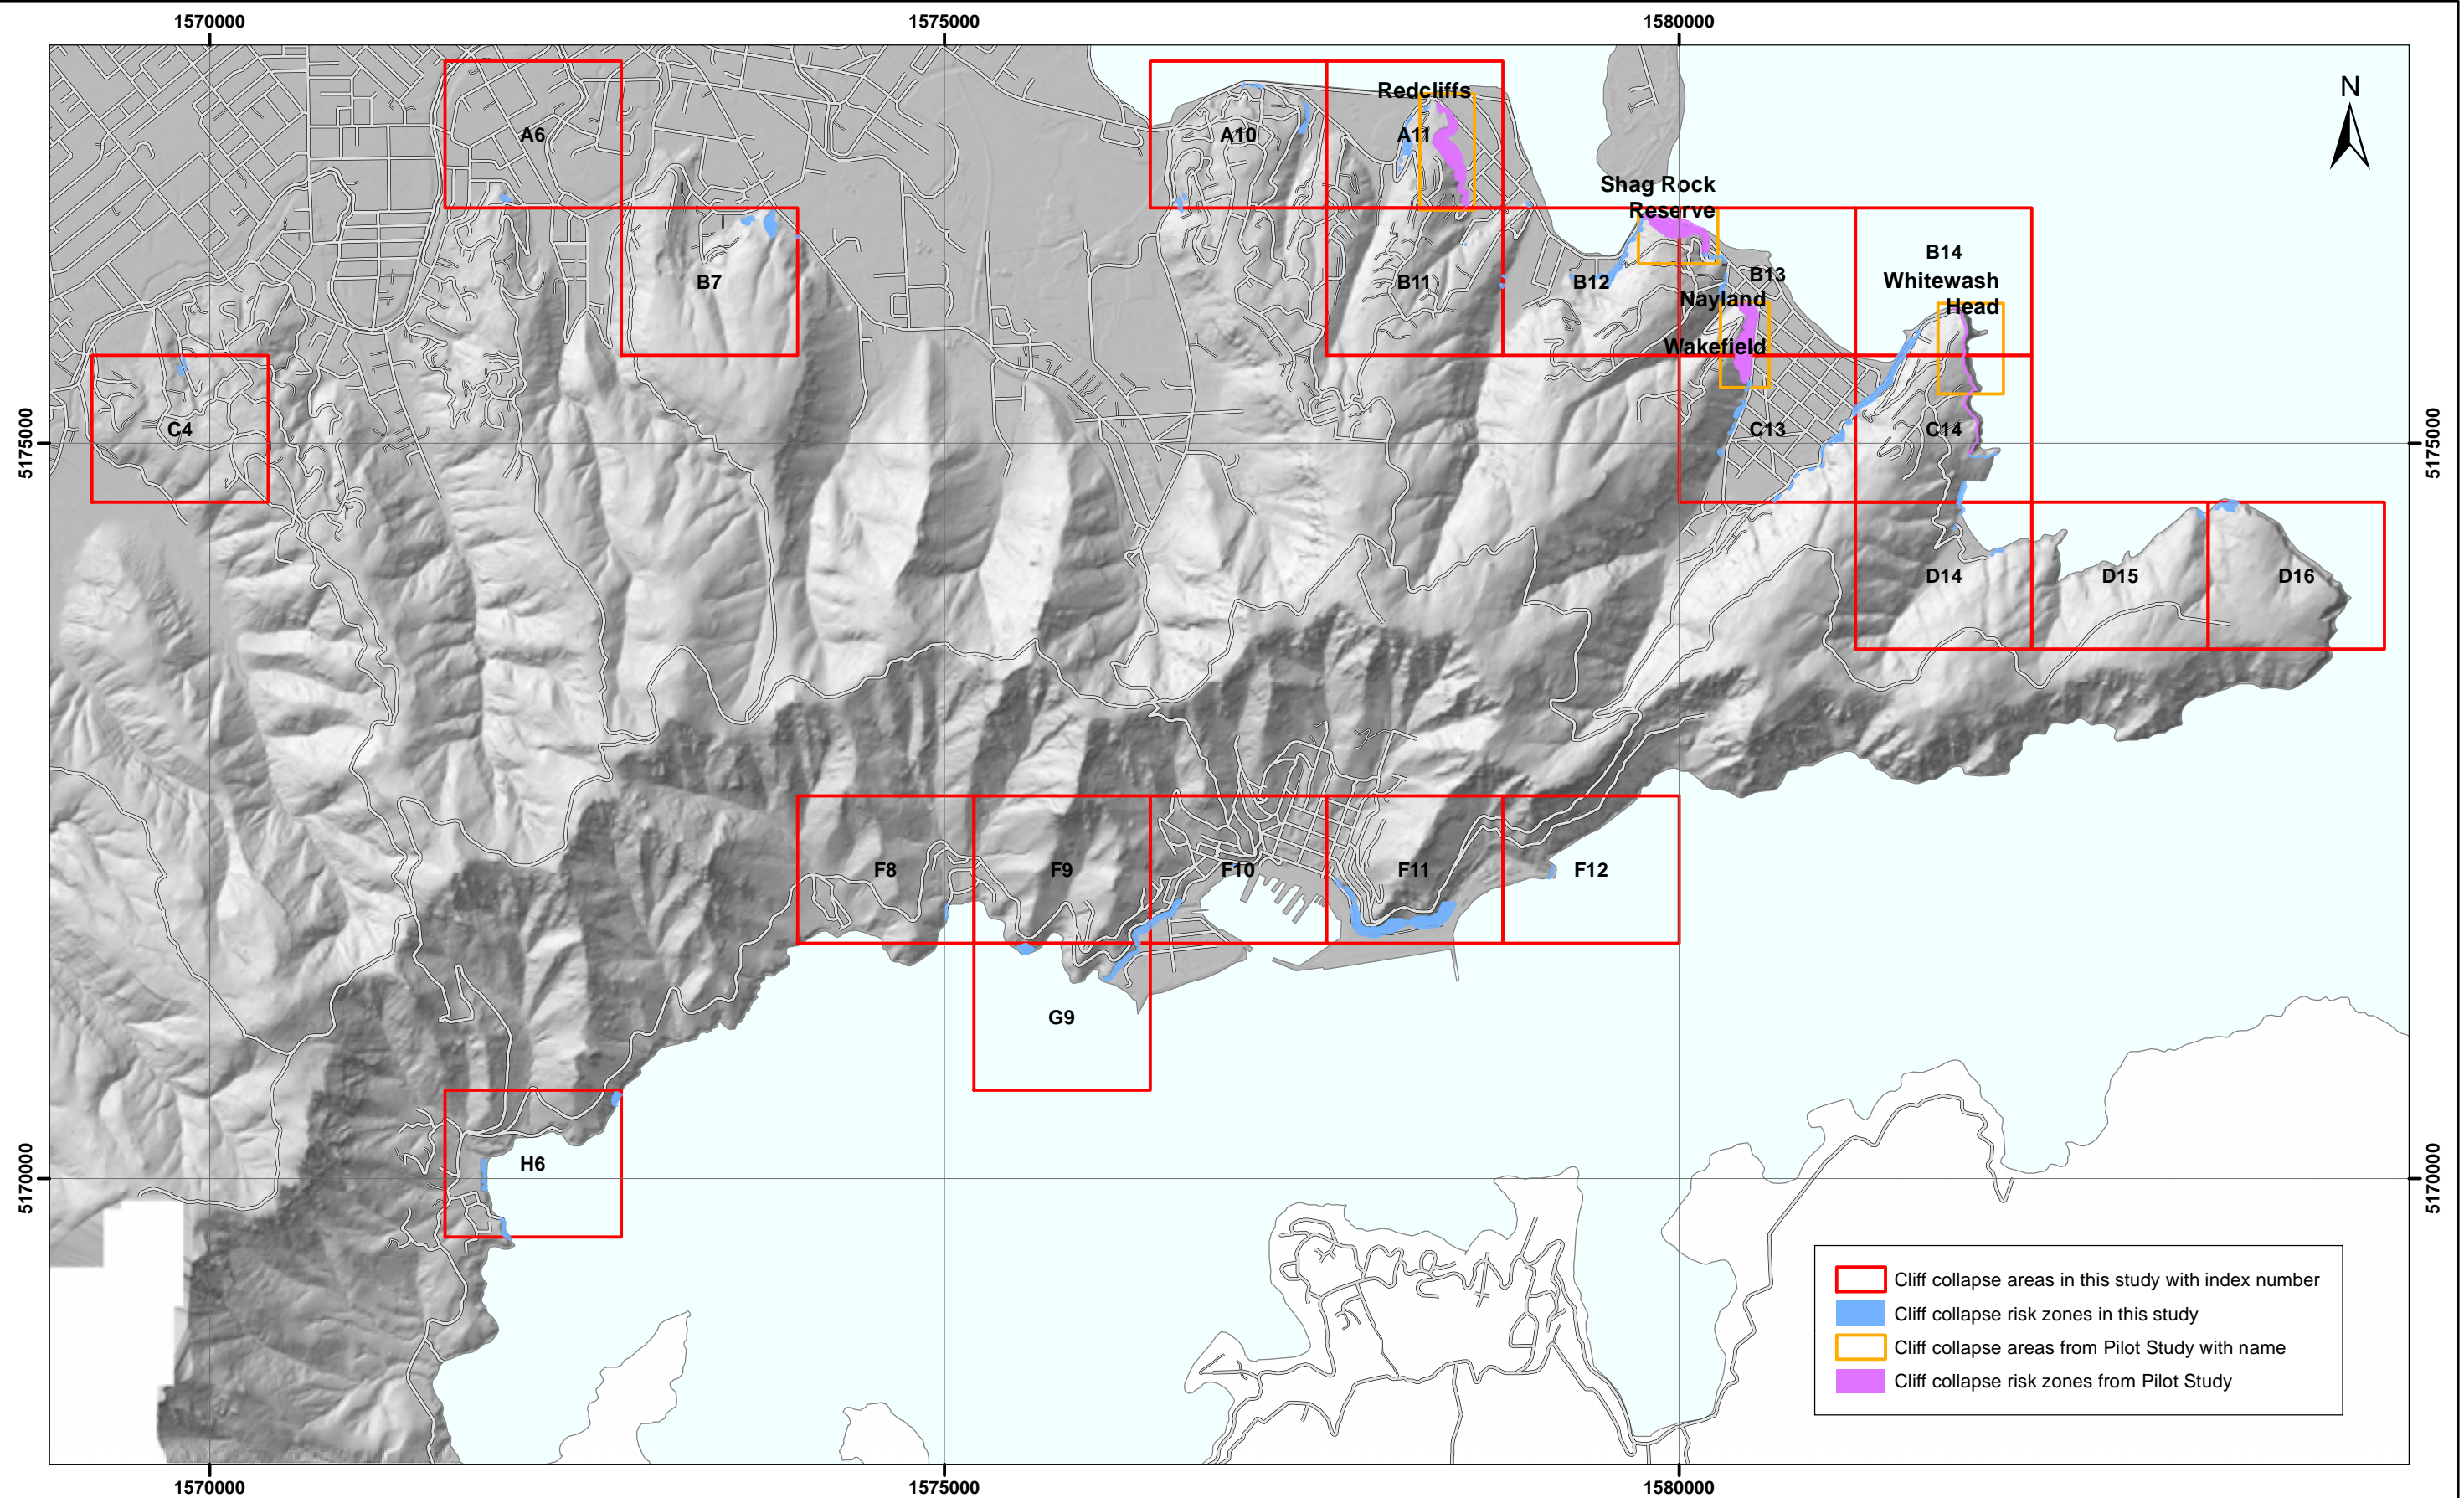 1570000
1575000
1580000
N
Redcliffs
A6
A10
A11
Shag Rock
Reserve
B14
B7
B11
B12
B13
Whitewash
Head
Nayland
Wakefield
5175000
5175000
C4
C13
C14
D14
D15
D16
F8
F9
F10
F11
F12
G9
H6
5170000
5170000
Cliff collapse areas in this study with index number
Cliff collapse risk zones in this study
Cliff collapse areas from Pilot Study with name
Cliff collapse risk zones from Pilot Study
1570000
1575000
1580000